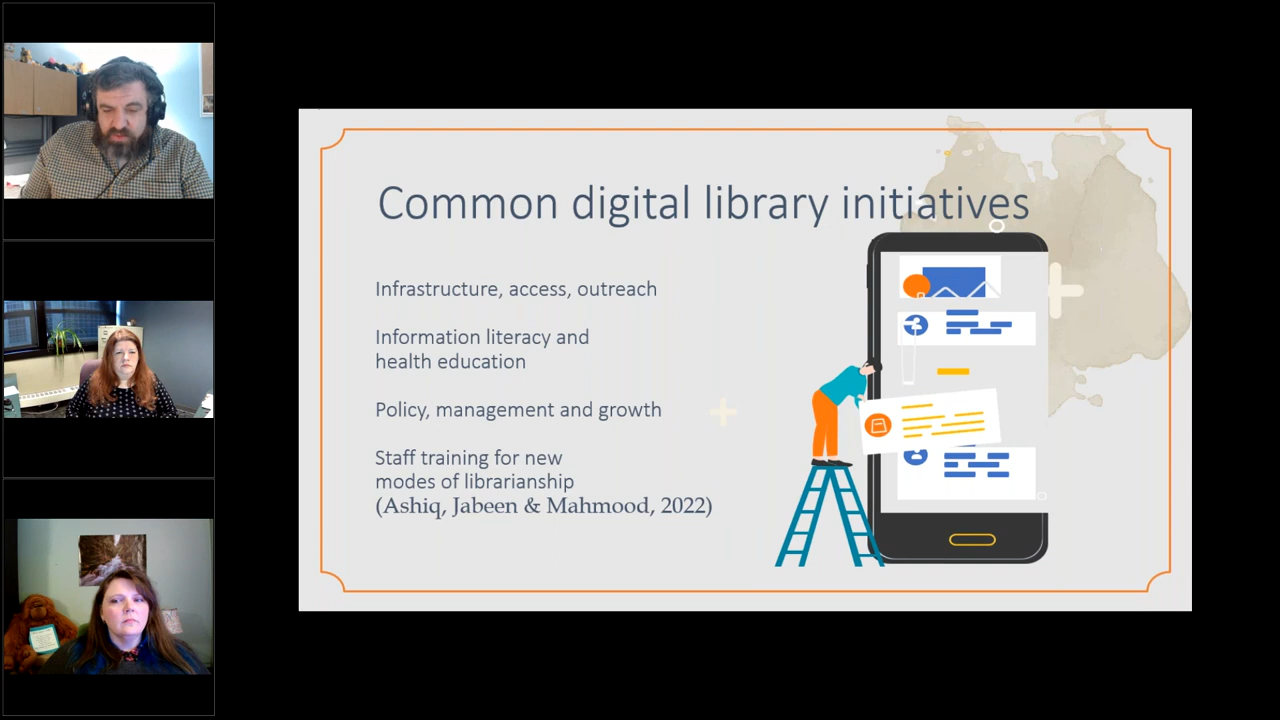 Common digital library initiatives
Infrastructure, access, outreach
Information literacy and
health education
Policy, management and growth
Staff training for new
modes of librarianship
(Ashiq, Jabeen & Mahmood, 2022)